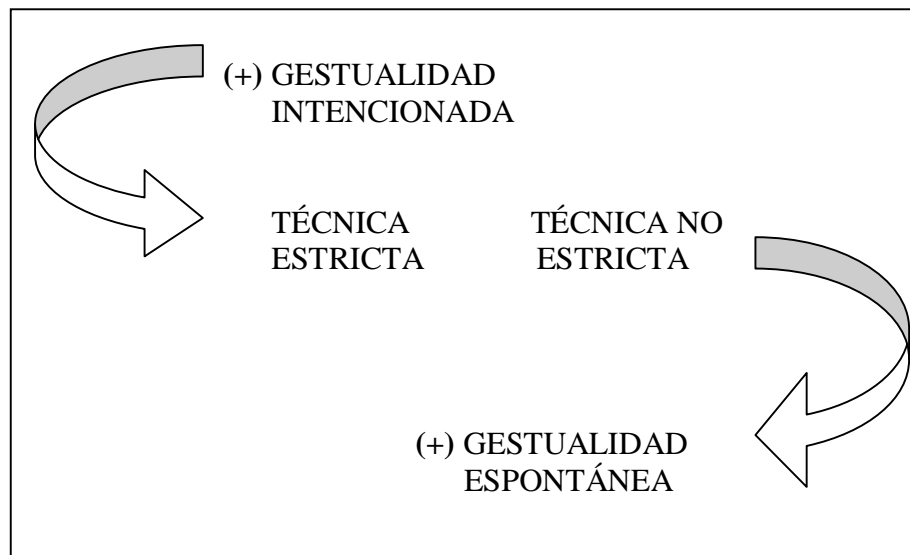 (+) GESTUALIDAD
INTENCIONADA
TÉCNICA
ESTRICTA
TÉCNICA NO
ESTRICTA
(+) GESTUALIDAD
ESPONTÁNEA